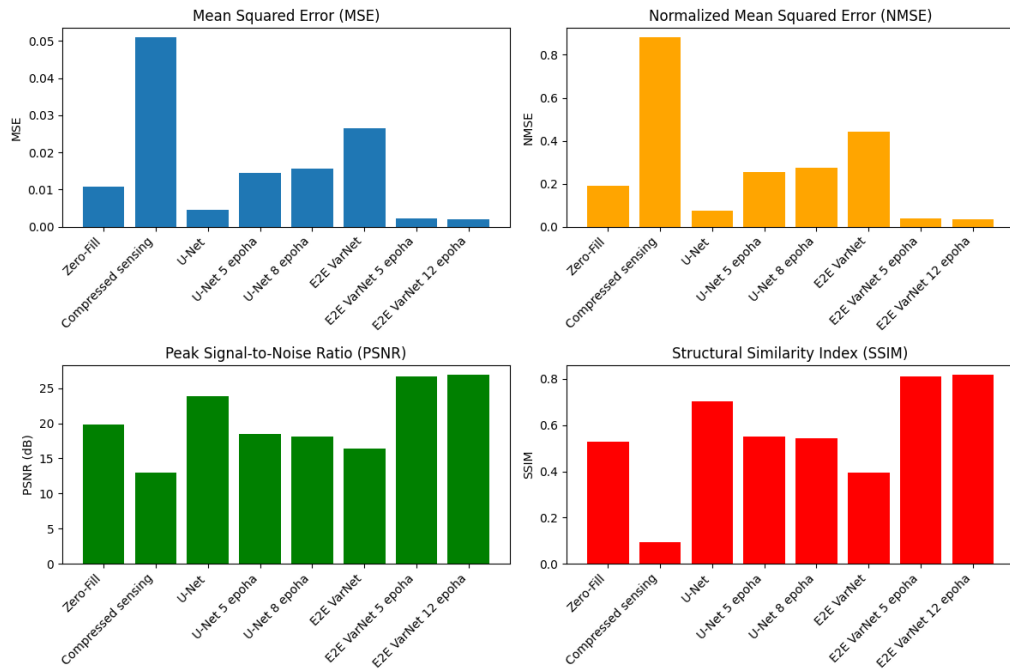 Mean Squared Error (MSE)
MSE
0.05
0.04
0.03
0.02
0.01
0.00
Zero-Fill
Compressed sensing
U-Net
U-Net 5 epoha
U-Net 8 epoha
E2E VarNet
E2E VarNet 5 epoha
E2E VarNet 12 epoha
Normalized Mean Squared Error (NMSE)
NMSE
0.8
0.6
0.4
0.2
0.0
Zero-Fill
Compressed sensing
U-Net
U-Net 5 epoha
U-Net 8 epoha
E2E VarNet
E2E VarNet 5 epoha
E2E VarNet 12 epoha
Peak Signal-to-Noise Ratio (PSNR)
PSNR (dB)
25
20
15
10
5
0
Zero-Fill
Compressed sensing
U-Net
U-Net 5 epoha
U-Net 8 epoha
E2E VarNet
E2E VarNet 5 epoha
E2E VarNet 12 epoha
Structural Similarity Index (SSIM)
SSIM
0.8
0.6
0.4
0.2
0.0
Zero-Fill
Compressed sensing
U-Net
U-Net 5 epoha
U-Net 8 epoha
E2E VarNet
E2E VarNet 5 epoha
E2E VarNet 12 epoha